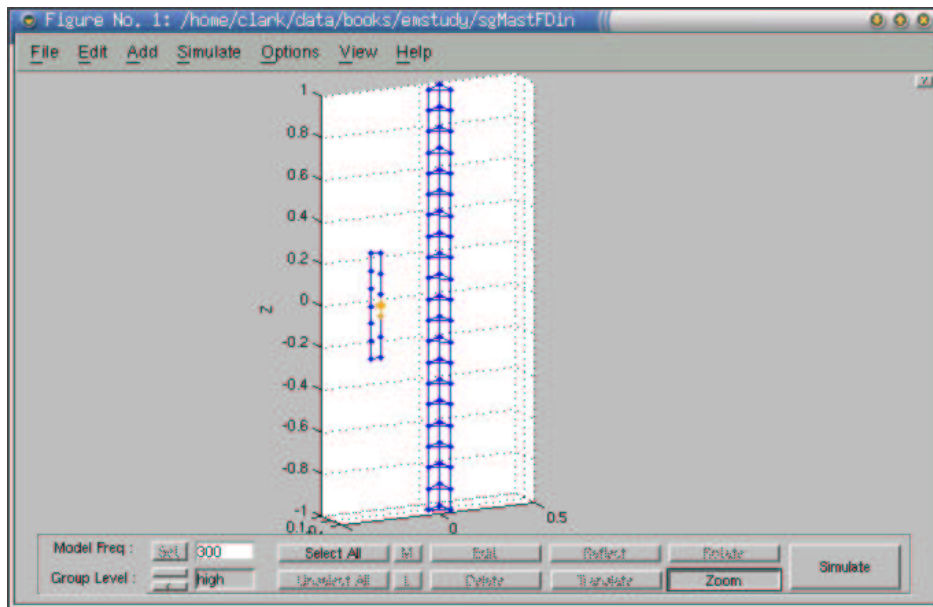 Figure No. 1: /home/clark/data/books/emstudy/sgMastFDin
File Edit Add Simulate Options View Help
1
0.8
0.6
0.4
0.2
0
-0.2
-0.4
-0.6
-0.8
-1
Z
0.1
0
0.5
Model Freq : Set 300 Select All M Edit Reflect Rotate
Group Level : high Unselect All L Delete Translate Zoom
Simulate